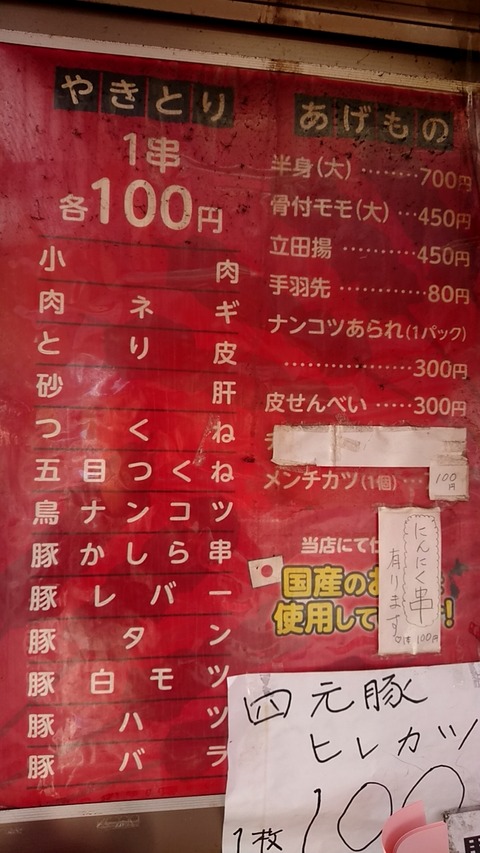 やきとり
1串
各100円
小肉
肉ネギ
とり皮
砂肝
つくね
五目つくね
鳥ナンコツ
豚かしら串
豚レバー
豚タン
豚白モツ
豚ハツ
豚バラ
あげもの
半身(大)········700円
骨付モモ(大)···450円
立田揚··········450円
手羽先··········80円
ナンコツあられ(1パック)
··················300円
皮せんべい······300円
メンチカツ(1個)···100円
当店にて
国産のお
使用して!
にんにく串
有ります。
1本100円
四元豚
ヒレカツ
1枚100